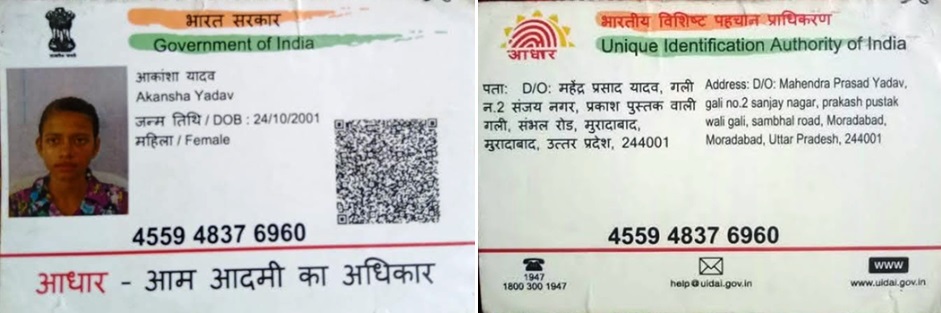 भारत सरकार
Government of India
आकांशा यादव
Akansha Yadav
जन्म तिथि / DOB : 24/10/2001
महिला / Female
4559 4837 6960
आधार - आम आदमी का अधिकार
भारतीय विशिष्ट पहचान प्राधिकरण
Unique Identification Authority of India
आधार
पता: D/O: महेंद्र प्रसाद यादव, गली
न.2 संजय नगर, प्रकाश पुस्तक वाली
गली, संभल रोड, मुरादाबाद,
मुरादाबाद, उत्तर प्रदेश, 244001
Address: D/O: Mahendra Prasad Yadav,
gali no.2 sanjay nagar, prakash pustak
wali gali, sambhal road, Moradabad,
Moradabad, Uttar Pradesh, 244001
4559 4837 6960
1947
1800 300 1947
help@uidai.gov.in
www
www.uidai.gov.in